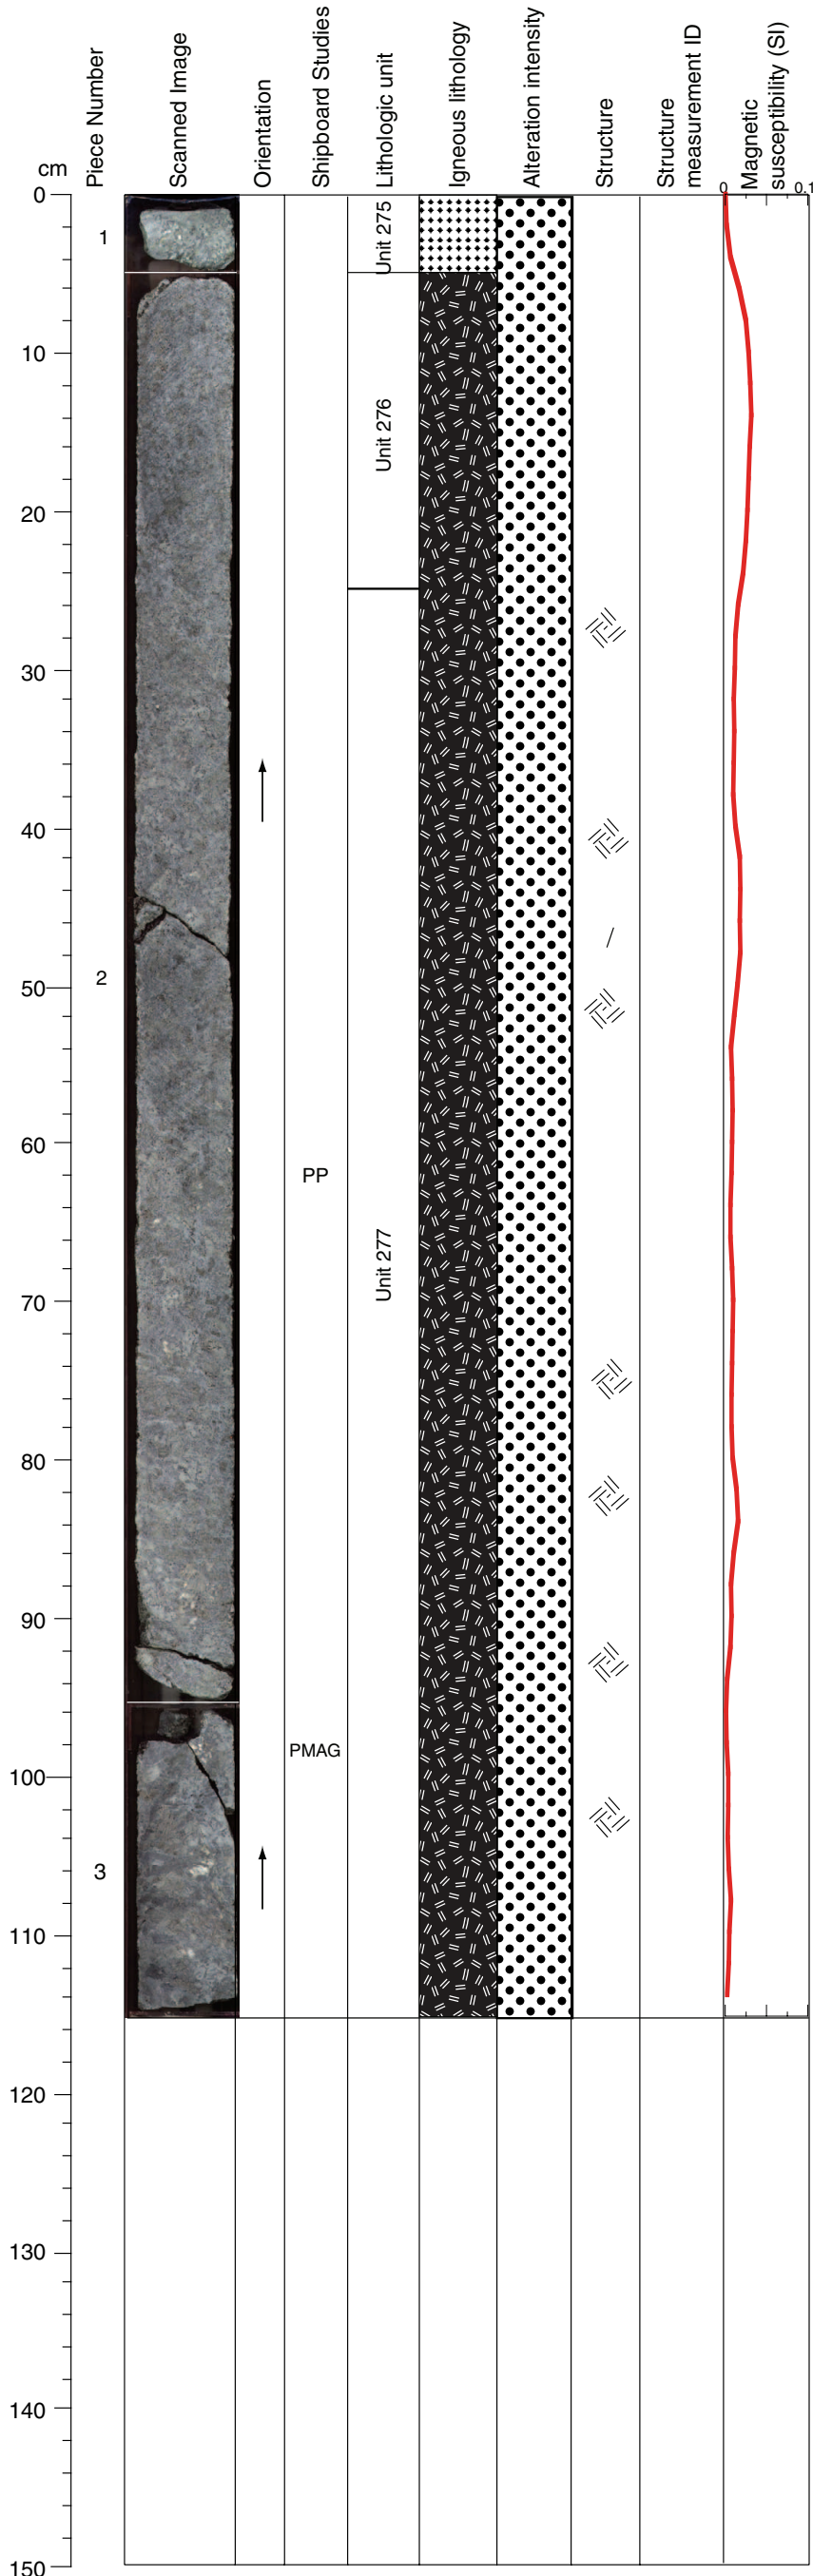 cm
Piece Number
Scanned Image
Orientation
Shipboard Studies
Lithologic unit
Igneous lithology
Alteration intensity
Structure
Structure
measurement ID
Magnetic
susceptibility (SI)
0
0.1
0
10
20
30
40
50
60
70
80
90
100
110
120
130
140
150
1
2
3
PP
PMAG
Unit 275
Unit 276
Unit 277